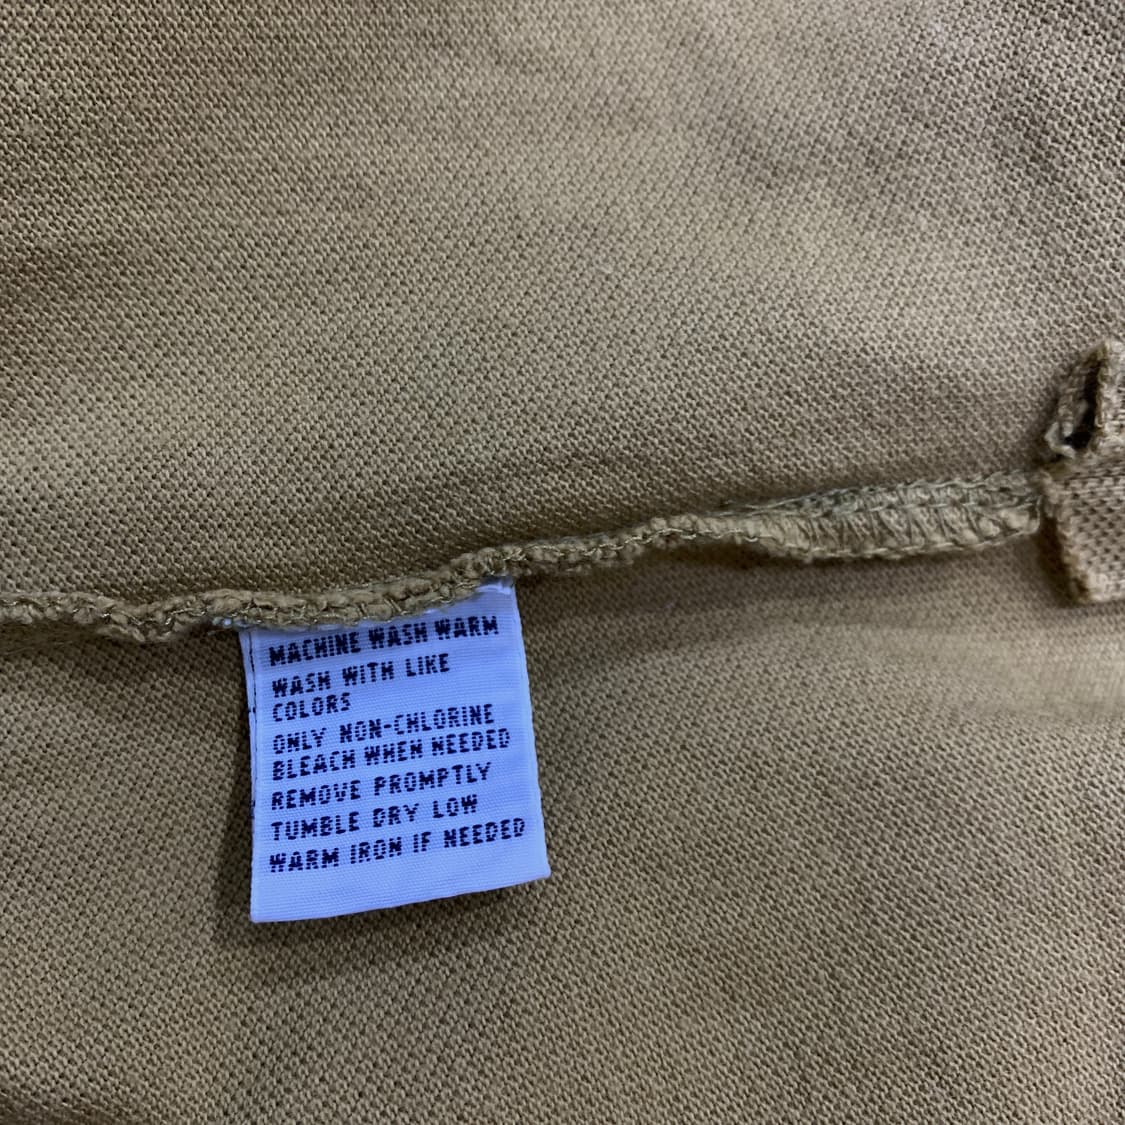 MACHINE WASH WARM
WASH WITH LIKE
COLORS
ONLY NON-CHLORINE
BLEACH WHEN NEEDED
REMOVE PROMPTLY
TUMBLE DRY LOW
WARM IRON IF NEEDED